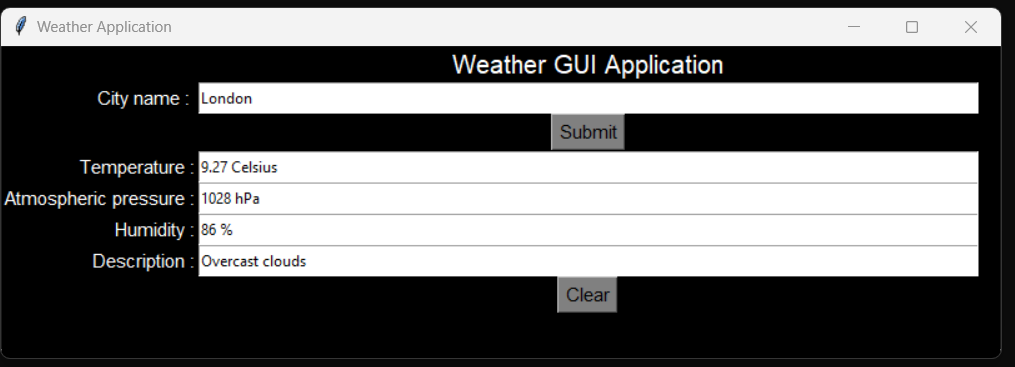 Weather Application
Weather GUI Application
City name : London
Submit
Temperature : 9.27 Celsius
Atmospheric pressure : 1028 hPa
Humidity : 86 %
Description : Overcast clouds
Clear